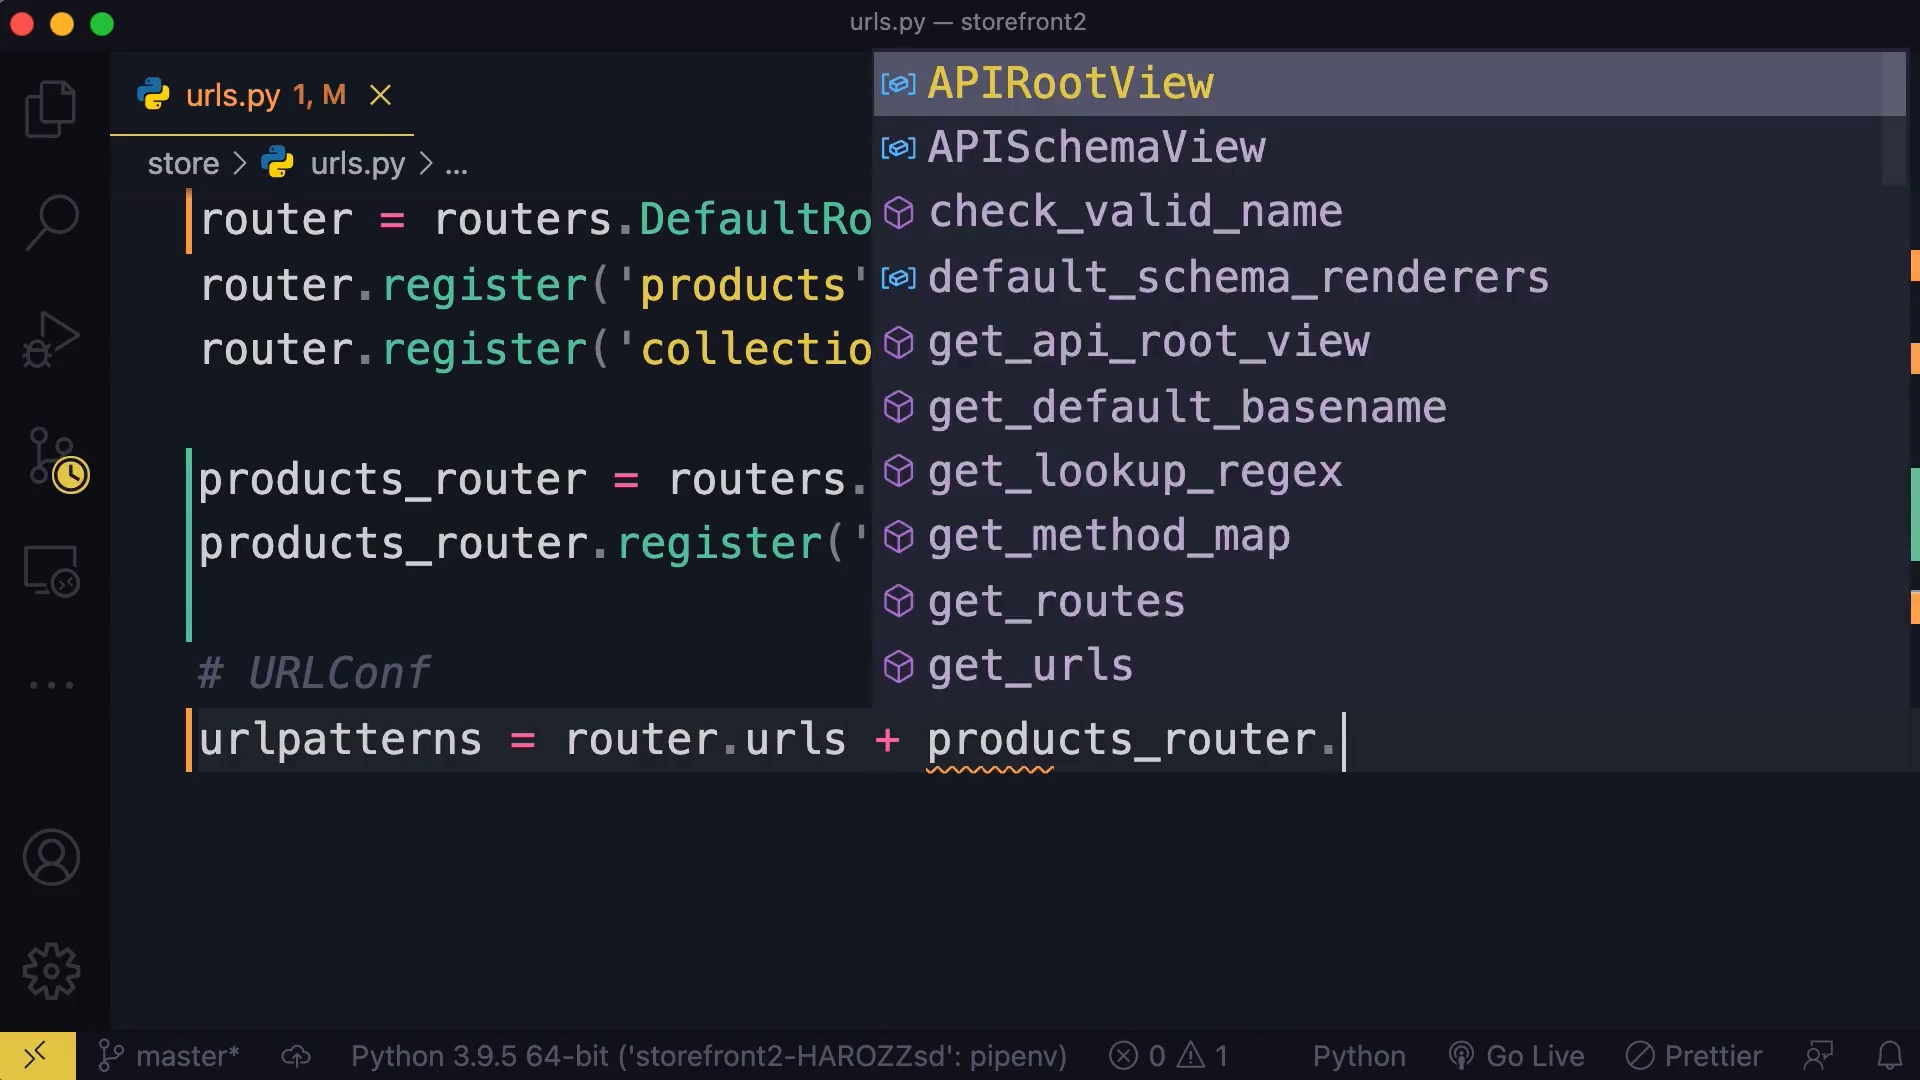 urls.py — storefront2
urls.py 1, M
store > urls.py > ...
router = routers.DefaultRo
router.register('products'
router.register('collectio
products_router = routers.
products_router.register('
# URLConf
urlpatterns = router.urls + products_router.
APIRootView
APISchemaView
check_valid_name
default_schema_renderers
get_api_root_view
get_default_basename
get_lookup_regex
get_method_map
get_routes
get_urls
master* Python 3.9.5 64-bit ('storefront2-HAROZZsd': pipenv) 0 1 Python Go Live Prettier